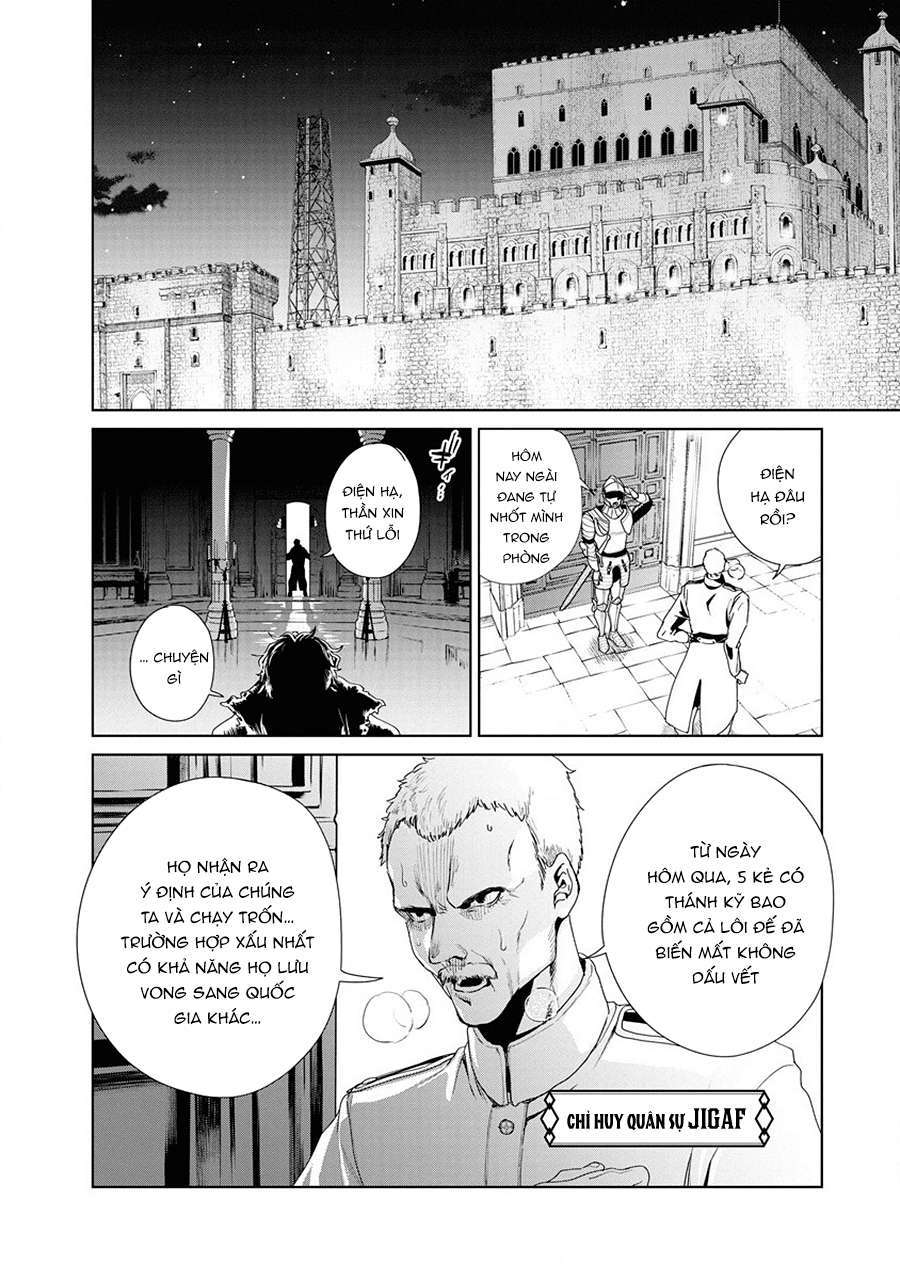 ĐIỆN
HẠ ĐÂU
RỒI?
HÔM
NAY NGÀI
ĐANG TỰ
NHỐT MÌNH
TRONG
PHÒNG
ĐIỆN HẠ,
THẦN XIN
THỨ LỖI
... CHUYỆN
GÌ
TỪ NGÀY
HÔM QUA, 5 KẺ CÓ
THÁNH KỸ BAO
GỒM CẢ LÔI ĐẾ ĐÃ
BIẾN MẤT KHÔNG
DẤU VẾT
HỌ NHẬN RA
Ý ĐỊNH CỦA CHÚNG
TA VÀ CHẠY TRỐN...
TRƯỜNG HỢP XẤU NHẤT
CÓ KHẢ NĂNG HỌ LƯU
VONG SANG QUỐC
GIA KHÁC...
CHỈ HUY QUÂN SỰ JIGAF